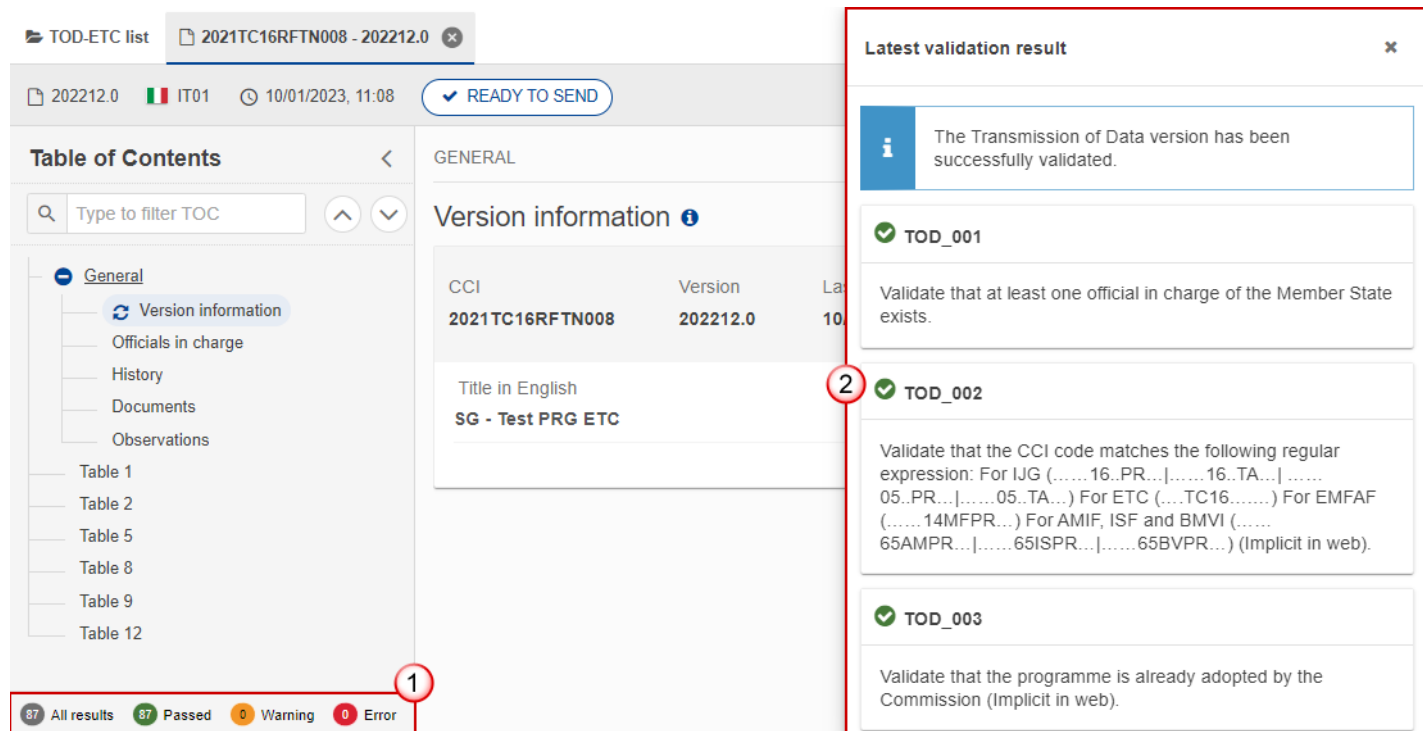 TOD-ETC list
2021TC16RFTN008 - 202212.0
202212.0
IT01
10/01/2023, 11:08
READY TO SEND
Table of Contents
Type to filter TOC
General
Version information
Officials in charge
History
Documents
Observations
Table 1
Table 2
Table 5
Table 8
Table 9
Table 12
1
87 All results 87 Passed 0 Warning 0 Error
GENERAL
Version information
CCI
Version
2021TC16RFTN008
202212.0
10/
Title in English
SG - Test PRG ETC
2
Latest validation result
The Transmission of Data version has been
successfully validated.
TOD_001
Validate that at least one official in charge of the Member State
exists.
TOD_002
Validate that the CCI code matches the following regular
expression: For IJG (……16..PR…|……16..TA…| ……
05..PR…|……05..TA…) For ETC (….TC16…….) For EMFAF
(……14MFPR…) For AMIF, ISF and BMVI (……
65AMPR…|……65ISPR…|……65BVPR…) (Implicit in web).
TOD_003
Validate that the programme is already adopted by the
Commission (Implicit in web).